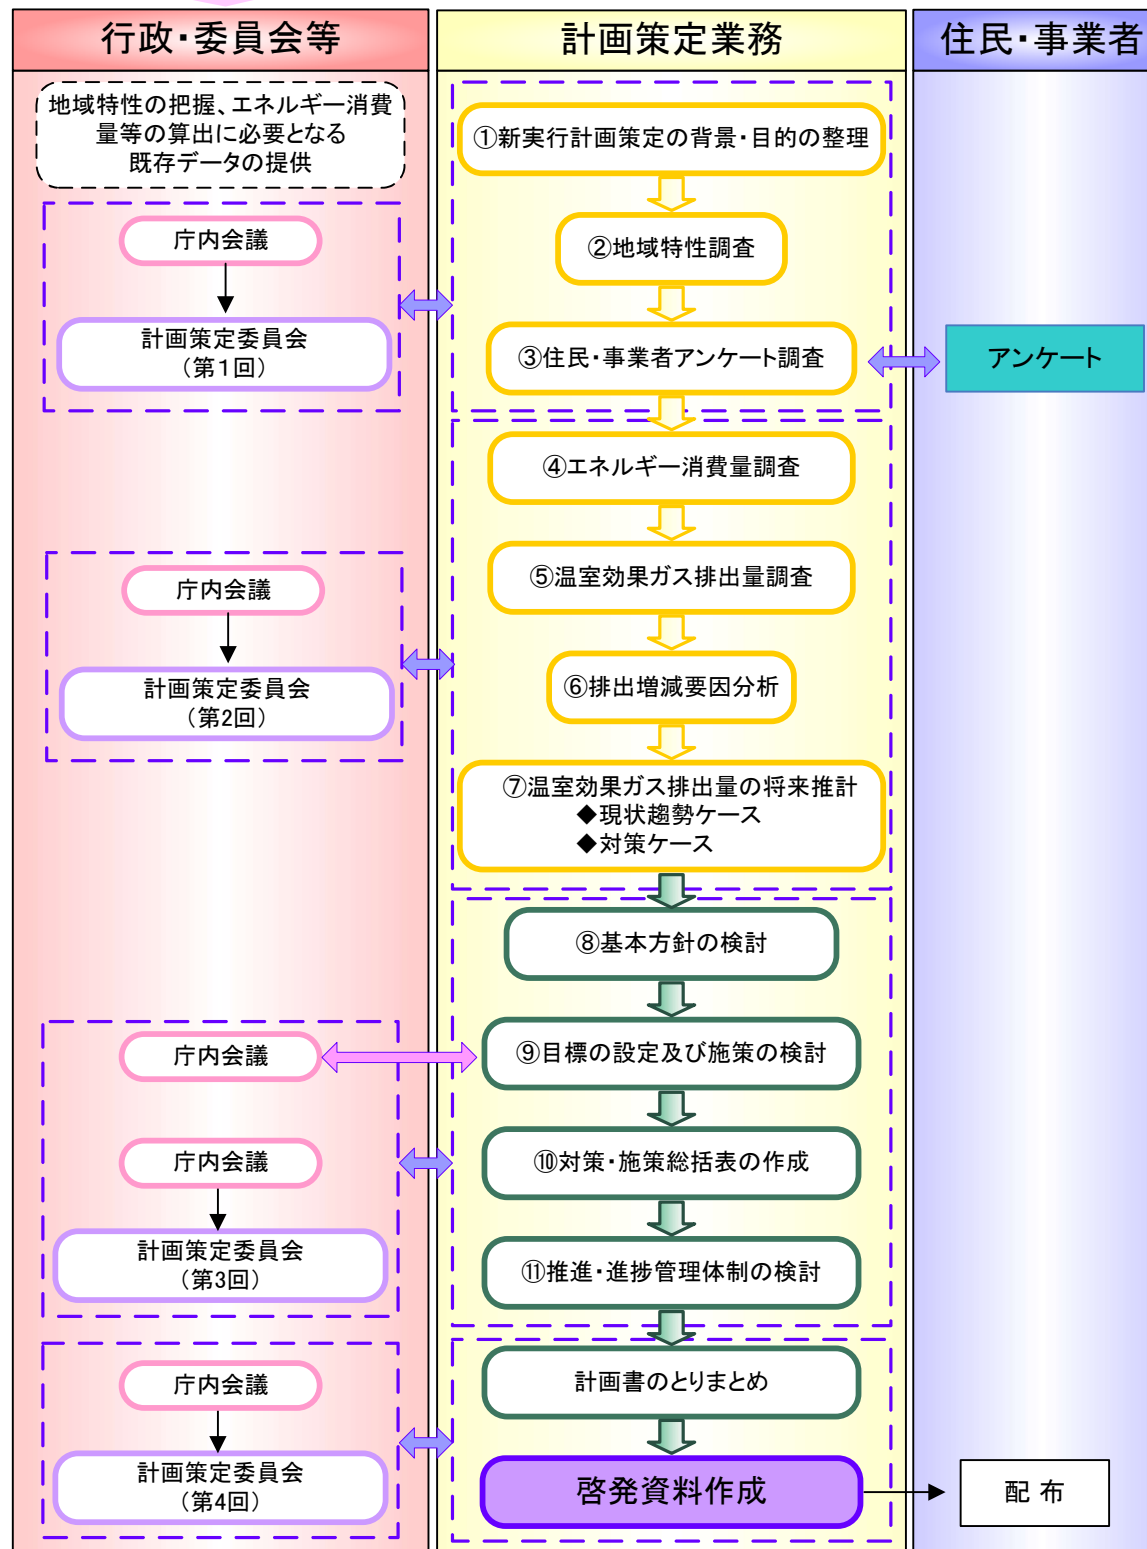 行政・委員会等
地域特性の把握、エネルギー消費
量等の算出に必要となる
既存データの提供
庁内会議
計画策定委員会
（第１回）
庁内会議
計画策定委員会
（第2回）
庁内会議
庁内会議
計画策定委員会
（第3回）
庁内会議
計画策定委員会
（第4回）
計画策定業務
①新実行計画策定の背景・目的の整理
②地域特性調査
③住民・事業者アンケート調査
④エネルギー消費量調査
⑤温室効果ガス排出量調査
⑥排出増減要因分析
⑦温室効果ガス排出量の将来推計
◆現状趨勢ケース
◆対策ケース
⑧基本方針の検討
⑨目標の設定及び施策の検討
⑩対策・施策総括表の作成
⑪推進・進捗管理体制の検討
計画書のとりまとめ
啓発資料作成
住民・事業者
アンケート
配 布